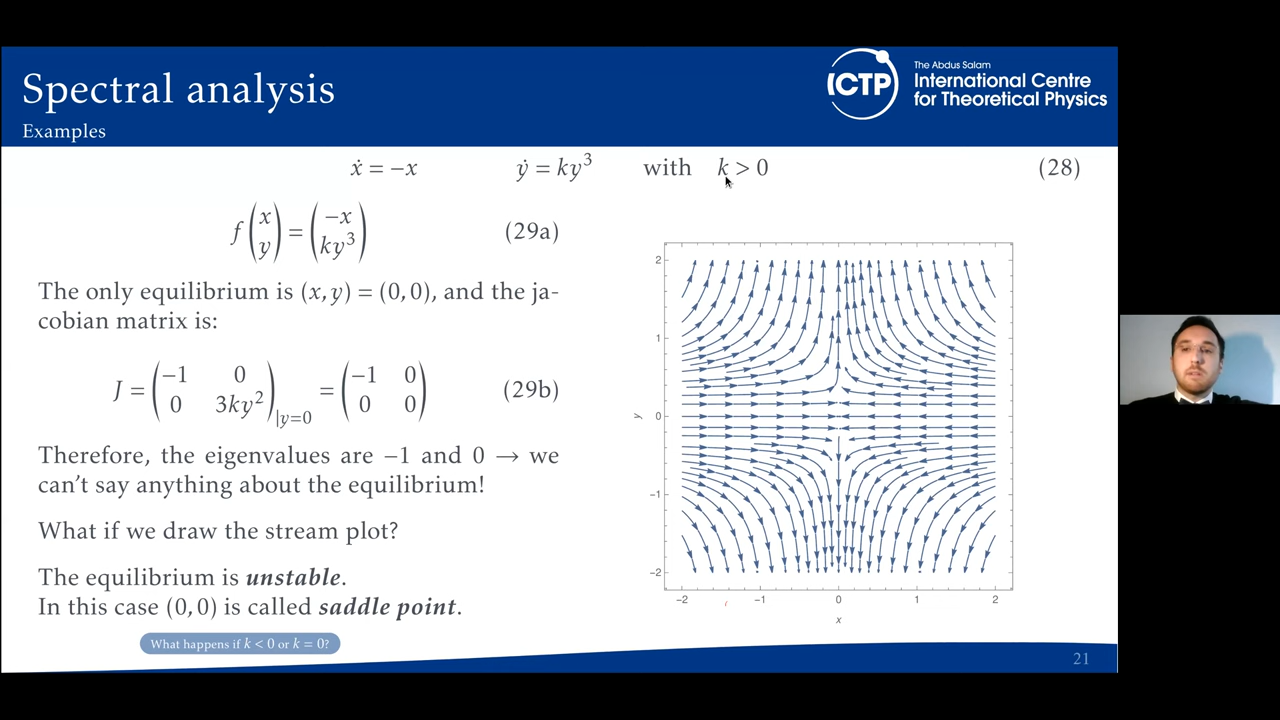 Spectral analysis
Examples
The Abdus Salam
ICTP International Centre
for Theoretical Physics
ẋ = −x    ẏ = ky³    with k > 0    (28)
f(x y) = (−x ky³)    (29a)
The only equilibrium is (x, y) = (0, 0), and the ja-
cobian matrix is:
J = (−1 0 0 3ky²)|y=0 = (−1 0 0 0)    (29b)
Therefore, the eigenvalues are −1 and 0 → we
can't say anything about the equilibrium!
What if we draw the stream plot?
The equilibrium is unstable.
In this case (0, 0) is called saddle point.
What happens if k < 0 or k = 0?
2
1
0
−1
−2
y
−2 −1 0 1 2
x
21